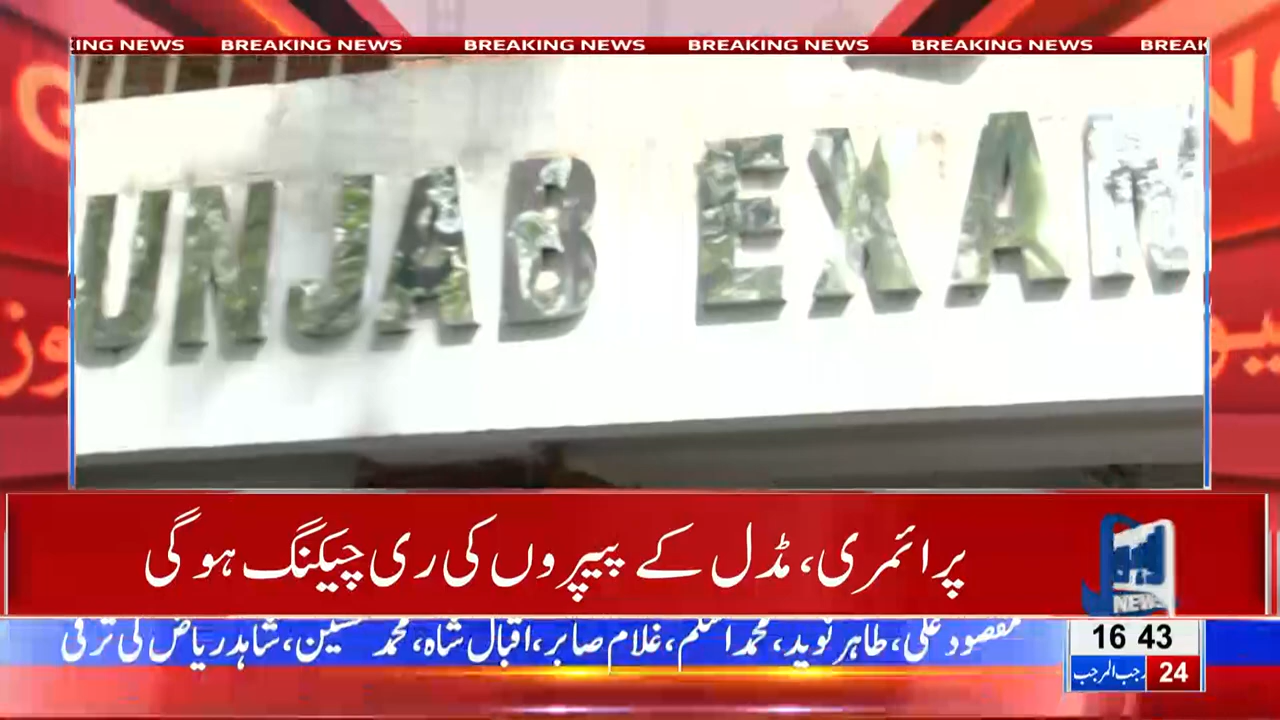 BREAKING NEWS BREAKING NEWS BREAKING NEWS BREAKING NEWS
UNJAB EXAM
پرائمری، مڈل کے پیپروں کی ری چیکنگ ہوگی
NEWS
مقصود علی، طاہر نوید، محمد اسلم، غلام صابر، اقبال شاہ، محمد حسین، شاہد ریاض کی ترقی
16 43
24 رجب المرجب